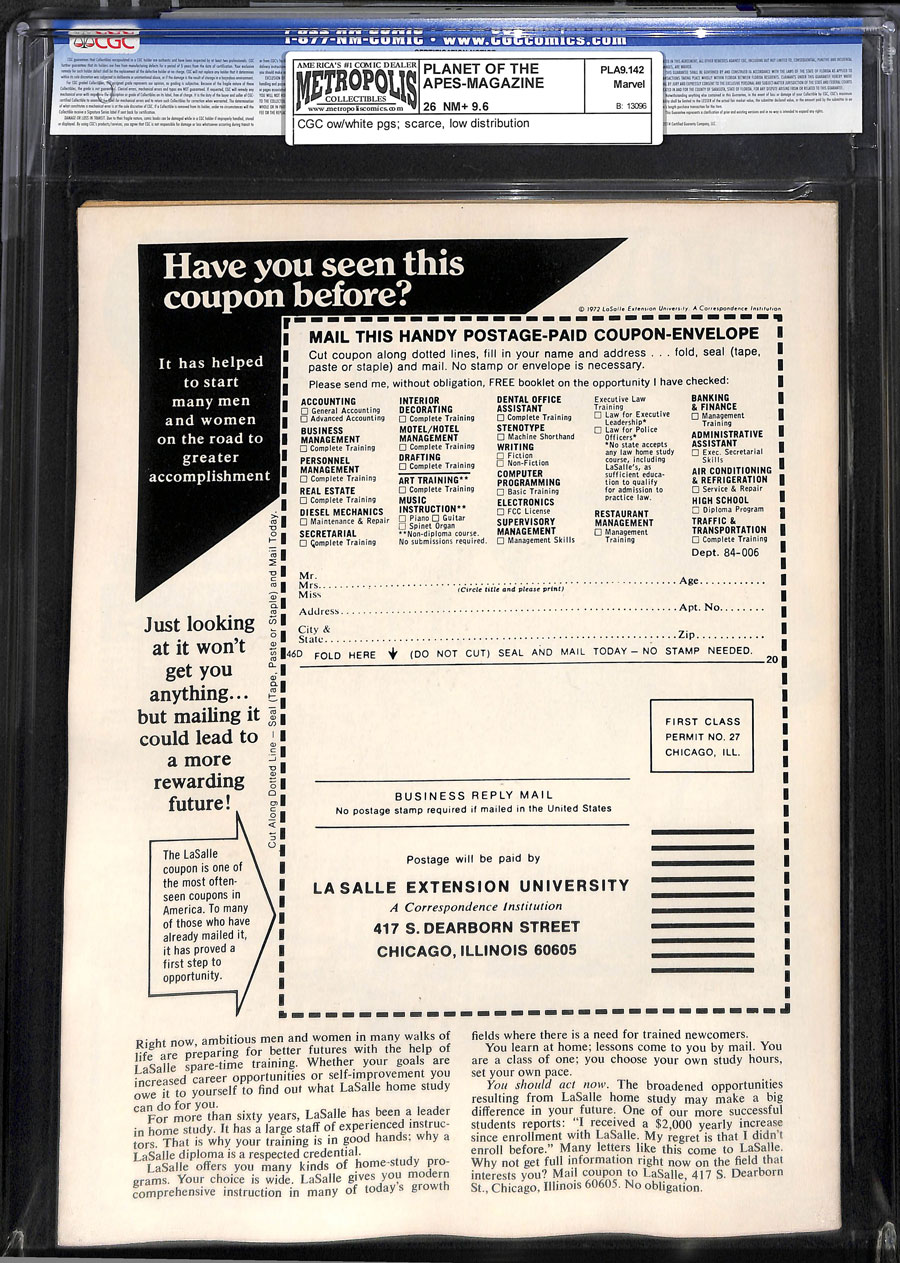 CGC
1-877-NM-COMIC • www.CGCcomics.com
AMERICA'S #1 COMIC DEALER
METROPOLIS
COLLECTIBLES
www.metropoliscomics.com
PLANET OF THE
APES-MAGAZINE
26 NM+ 9.6
PLA9.142
Marvel
B: 13096
CGC ow/white pgs; scarce, low distribution
Have you seen this
coupon before?
© 1972 LaSalle Extension University. A Correspondence Institution
It has helped
to start
many men
and women
on the road to
greater
accomplishment
MAIL THIS HANDY POSTAGE-PAID COUPON-ENVELOPE
Cut coupon along dotted lines, fill in your name and address . . . fold, seal (tape,
paste or staple) and mail. No stamp or envelope is necessary.
Please send me, without obligation, FREE booklet on the opportunity I have checked:
ACCOUNTING
☐ General Accounting
☐ Advanced Accounting
BUSINESS
MANAGEMENT
☐ Complete Training
PERSONNEL
MANAGEMENT
☐ Complete Training
REAL ESTATE
☐ Complete Training
DIESEL MECHANICS
☐ Maintenance & Repair
SECRETARIAL
☐ Complete Training
INTERIOR
DECORATING
☐ Complete Training
MOTEL/HOTEL
MANAGEMENT
☐ Complete Training
DRAFTING
☐ Complete Training
ART TRAINING**
☐ Complete Training
MUSIC
INSTRUCTION**
☐ Piano ☐ Guitar
☐ Spinet Organ
**Non-diploma course.
No submissions required.
DENTAL OFFICE
ASSISTANT
☐ Complete Training
STENOTYPE
☐ Machine Shorthand
WRITING
☐ Fiction
☐ Non-Fiction
COMPUTER
PROGRAMMING
☐ Basic Training
ELECTRONICS
☐ FCC License
SUPERVISORY
MANAGEMENT
☐ Management Skills
Executive Law
Training
☐ Law for Executive
Leadership*
☐ Law for Police
Officers*
*No state accepts
any law home study
course, including
LaSalle's, as
sufficient educa-
tion to qualify
for admission to
practice law.
RESTAURANT
MANAGEMENT
☐ Management
Training
BANKING
& FINANCE
☐ Management
Training
ADMINISTRATIVE
ASSISTANT
☐ Exec. Secretarial
Skills
AIR CONDITIONING
& REFRIGERATION
☐ Service & Repair
HIGH SCHOOL
☐ Diploma Program
TRAFFIC &
TRANSPORTATION
☐ Complete Training
Dept. 84-006
Mr.
Mrs. Age
Miss (Circle title and please print)
Address Apt. No.
City &
State Zip
46D FOLD HERE ↓ (DO NOT CUT) SEAL AND MAIL TODAY – NO STAMP NEEDED. 20
Cut Along Dotted Line – Seal (Tape, Paste or Staple) and Mail Today.
Just looking
at it won't
get you
anything...
but mailing it
could lead to
a more
rewarding
future!
FIRST CLASS
PERMIT NO. 27
CHICAGO, ILL.
BUSINESS REPLY MAIL
No postage stamp required if mailed in the United States
Postage will be paid by
LA SALLE EXTENSION UNIVERSITY
A Correspondence Institution
417 S. DEARBORN STREET
CHICAGO, ILLINOIS 60605
The LaSalle
coupon is one of
the most often-
seen coupons in
America. To many
of those who have
already mailed it,
it has proved a
first step to
opportunity.
Right now, ambitious men and women in many walks of
life are preparing for better futures with the help of
LaSalle spare-time training. Whether your goals are
increased career opportunities or self-improvement you
owe it to yourself to find out what LaSalle home study
can do for you.
For more than sixty years, LaSalle has been a leader
in home study. It has a large staff of experienced instruc-
tors. That is why your training is in good hands; why a
LaSalle diploma is a respected credential.
LaSalle offers you many kinds of home-study pro-
grams. Your choice is wide. LaSalle gives you modern
comprehensive instruction in many of today's growth
fields where there is a need for trained newcomers.
You learn at home; lessons come to you by mail. You
are a class of one; you choose your own study hours,
set your own pace.
You should act now. The broadened opportunities
resulting from LaSalle home study may make a big
difference in your future. One of our more successful
students reports: "I received a $2,000 yearly increase
since enrollment with LaSalle. My regret is that I didn't
enroll before." Many letters like this come to LaSalle.
Why not get full information right now on the field that
interests you? Mail coupon to LaSalle, 417 S. Dearborn
St., Chicago, Illinois 60605. No obligation.